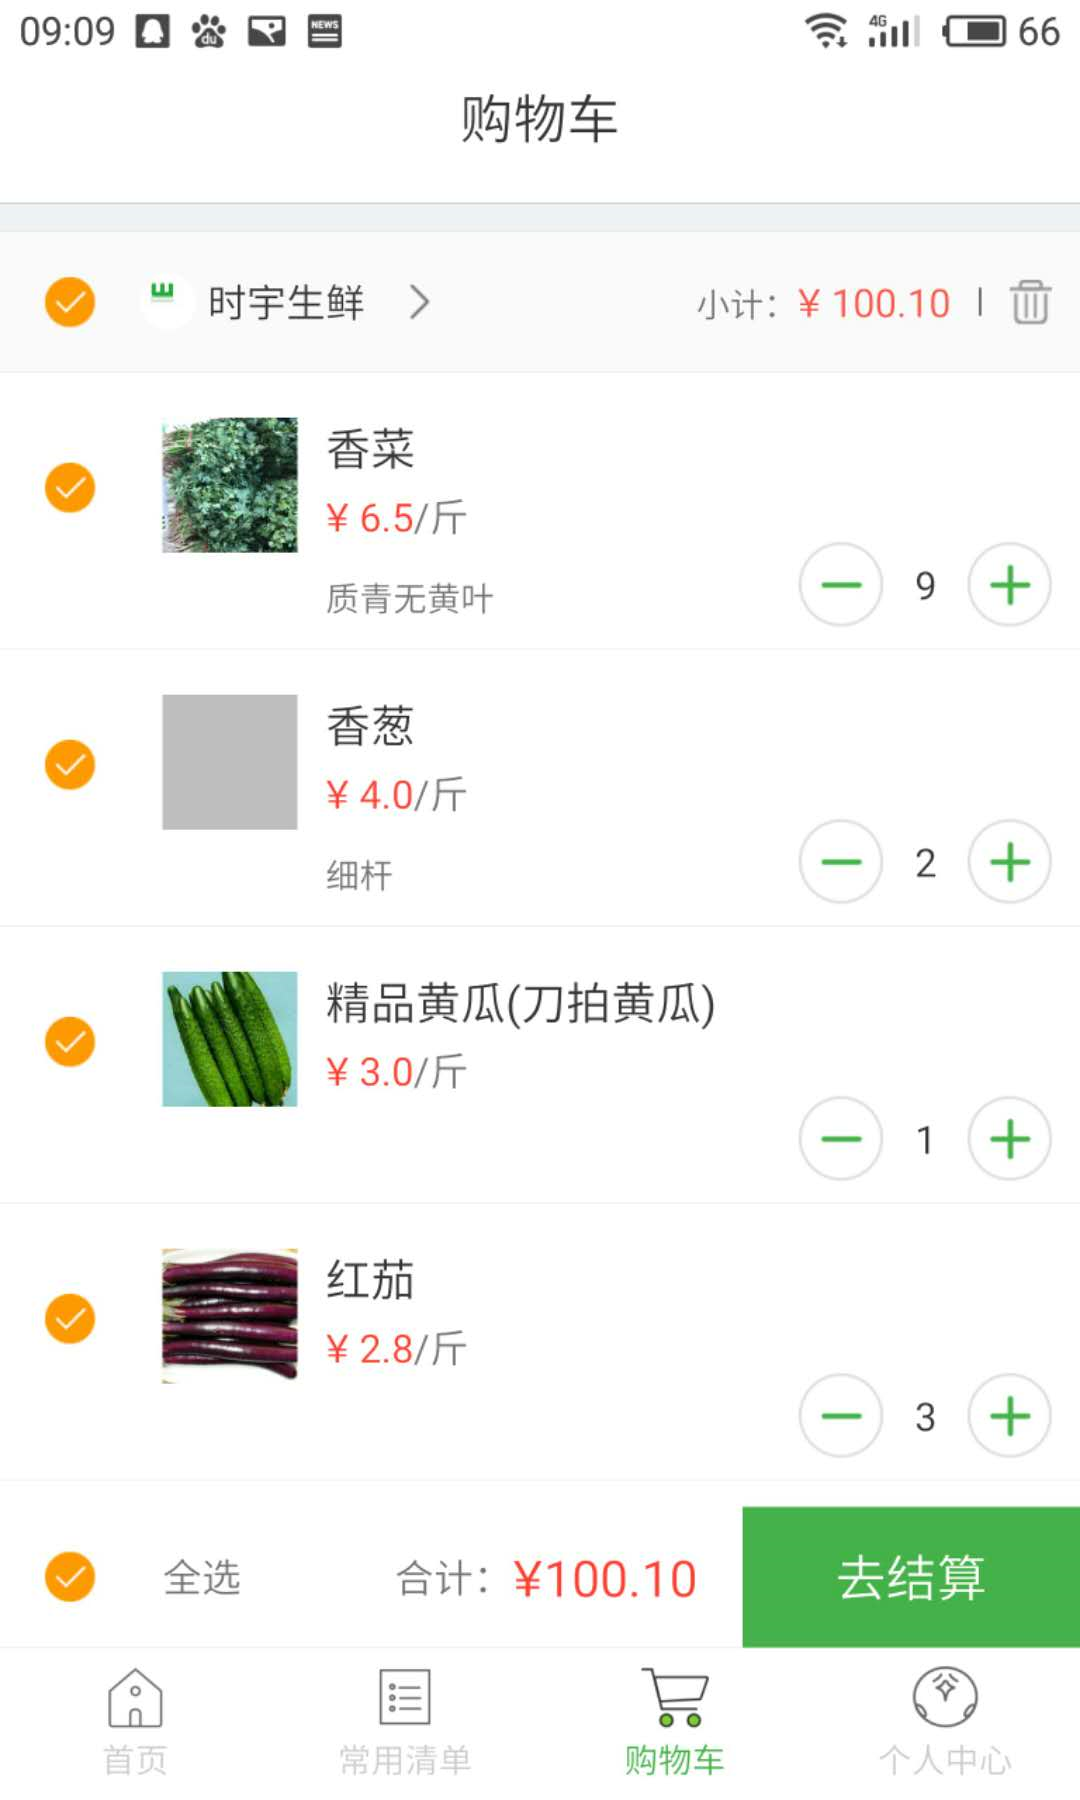 09:09 du NEWS 4G 66
购物车
时宇生鲜 小计：¥ 100.10
香菜
¥ 6.5/斤
质青无黄叶 9
香葱
¥ 4.0/斤
细杆 2
精品黄瓜(刀拍黄瓜)
¥ 3.0/斤
1
红茄
¥ 2.8/斤
3
全选 合计：¥100.10 去结算
首页 常用清单 购物车 个人中心